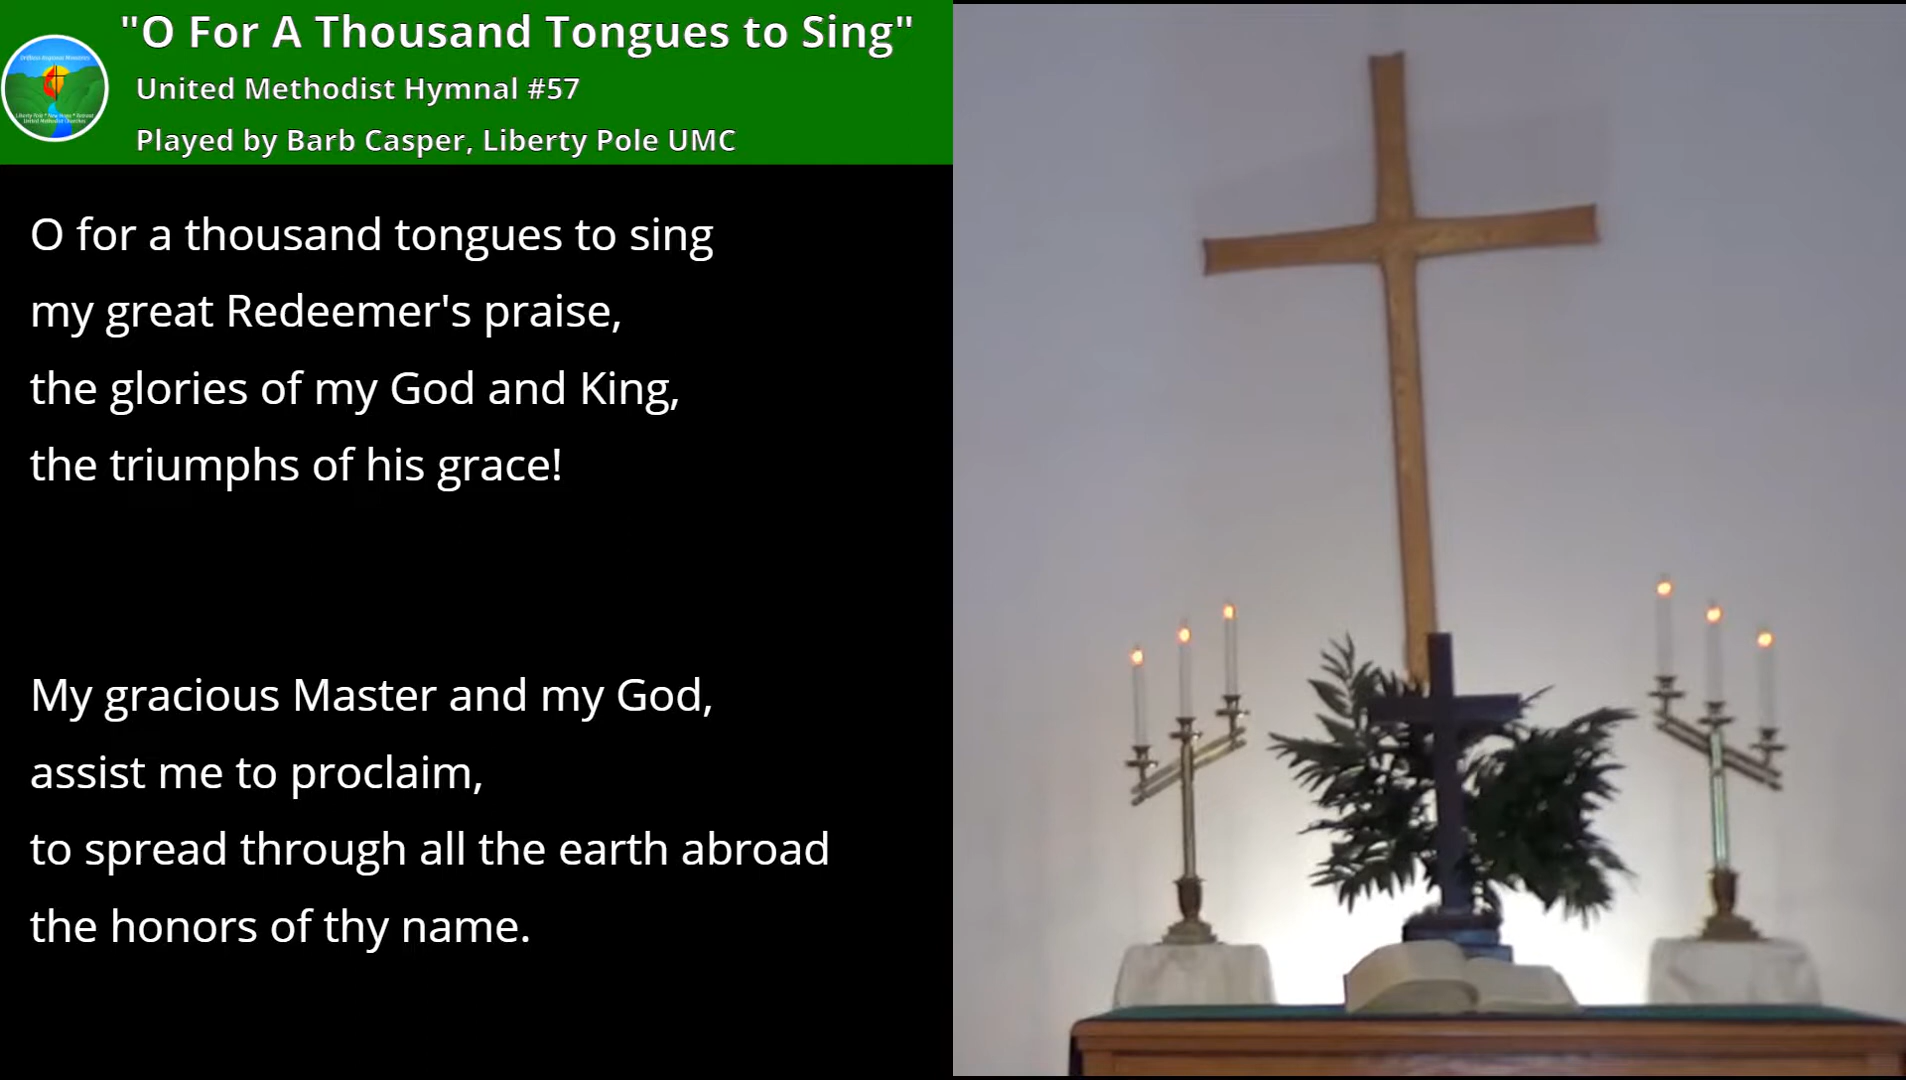 "O For A Thousand Tongues to Sing"
United Methodist Hymnal #57
Played by Barb Casper, Liberty Pole UMC
O for a thousand tongues to sing
my great Redeemer's praise,
the glories of my God and King,
the triumphs of his grace!
My gracious Master and my God,
assist me to proclaim,
to spread through all the earth abroad
the honors of thy name.